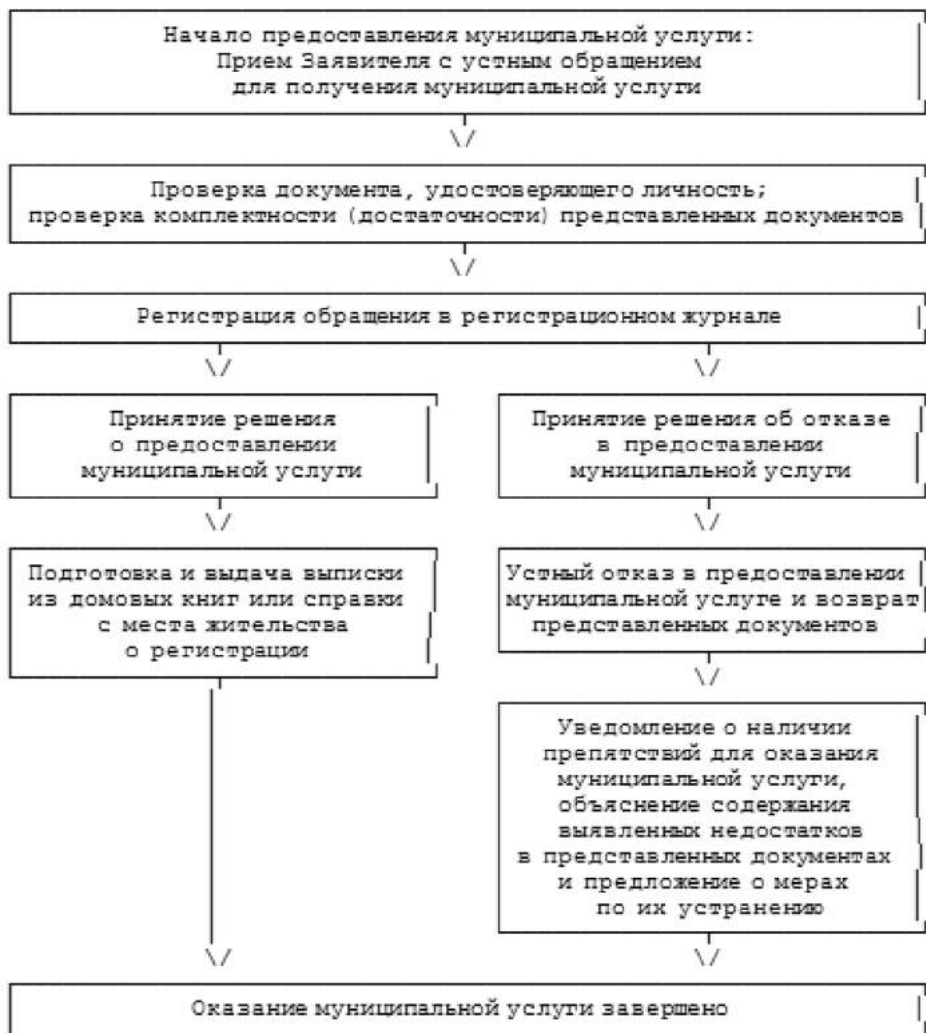 Начало предоставления муниципальной услуги:
Прием Заявителя с устным обращением
для получения муниципальной услуги
\/
Проверка документа, удостоверяющего личность;
проверка комплектности (достаточности) представленных документов
\/
Регистрация обращения в регистрационном журнале
\/
\/
Принятие решения
о предоставлении
муниципальной услуги
\/
Подготовка и выдача выписки
из домовых книг или справки
с места жительства
о регистрации
Принятие решения об отказе
в предоставлении
муниципальной услуги
\/
Устный отказ в предоставлении
муниципальной услуге и возврат
представленных документов
\/
Уведомление о наличии
препятствий для оказания
муниципальной услуги,
объяснение содержания
выявленных недостатков
в представленных документах
и предложение о мерах
по их устранению
\/
\/
Оказание муниципальной услуги завершено